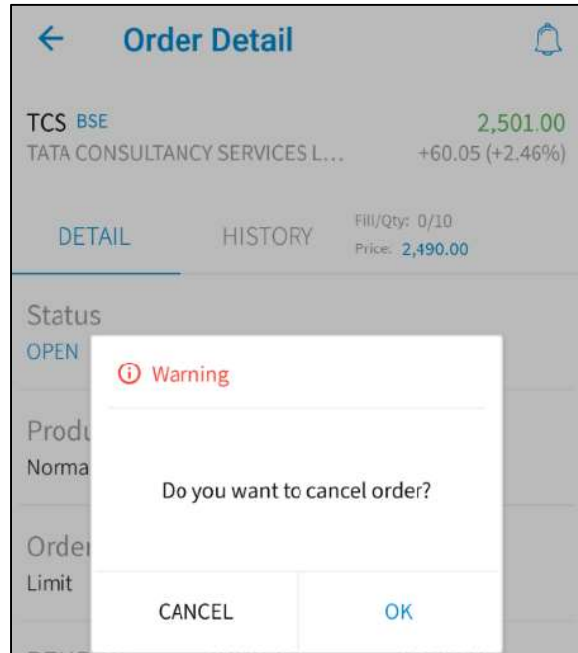 Order Detail
TCS BSE 2,501.00
TATA CONSULTANCY SERVICES L... +60.05 (+2.46%)
DETAIL HISTORY Fill/Qty: 0/10
Price: 2,490.00
Status
OPEN
Warning
Produ
Norma
Do you want to cancel order?
Order
Limit
CANCEL OK